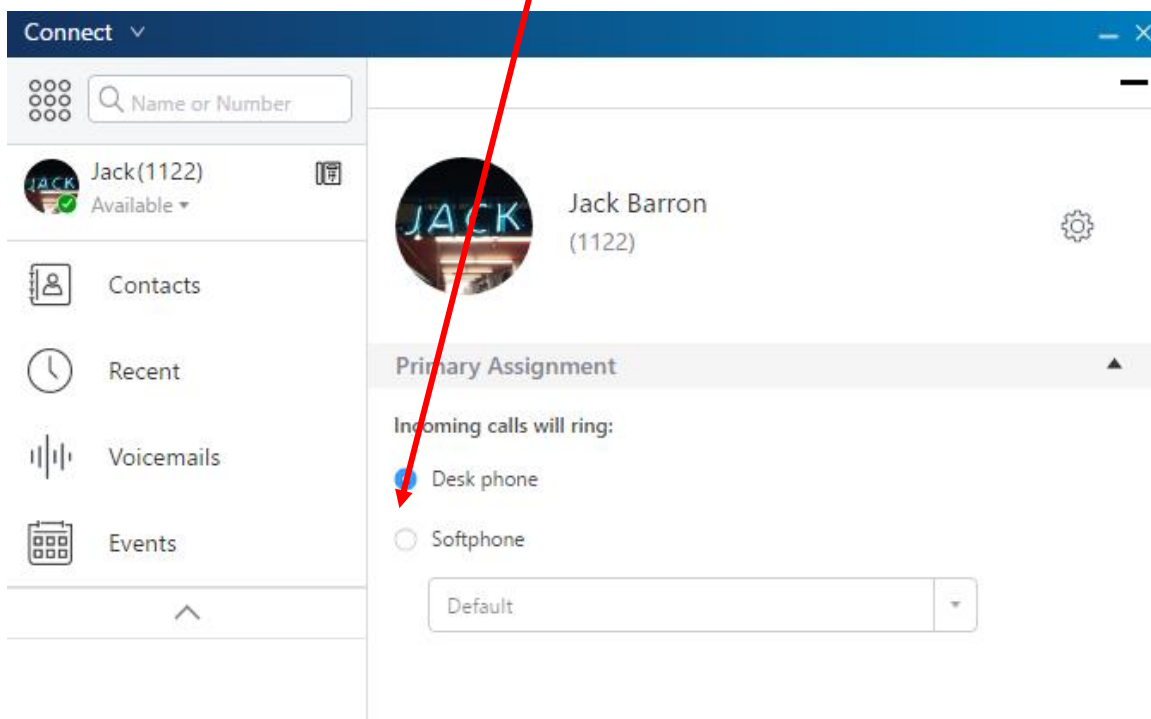 Connect
Name or Number
Jack(1122)
Available
Contacts
Recent
Voicemails
Events
JACK
JACK
Jack Barron
(1122)
Primary Assignment
Incoming calls will ring:
Desk phone
Softphone
Default